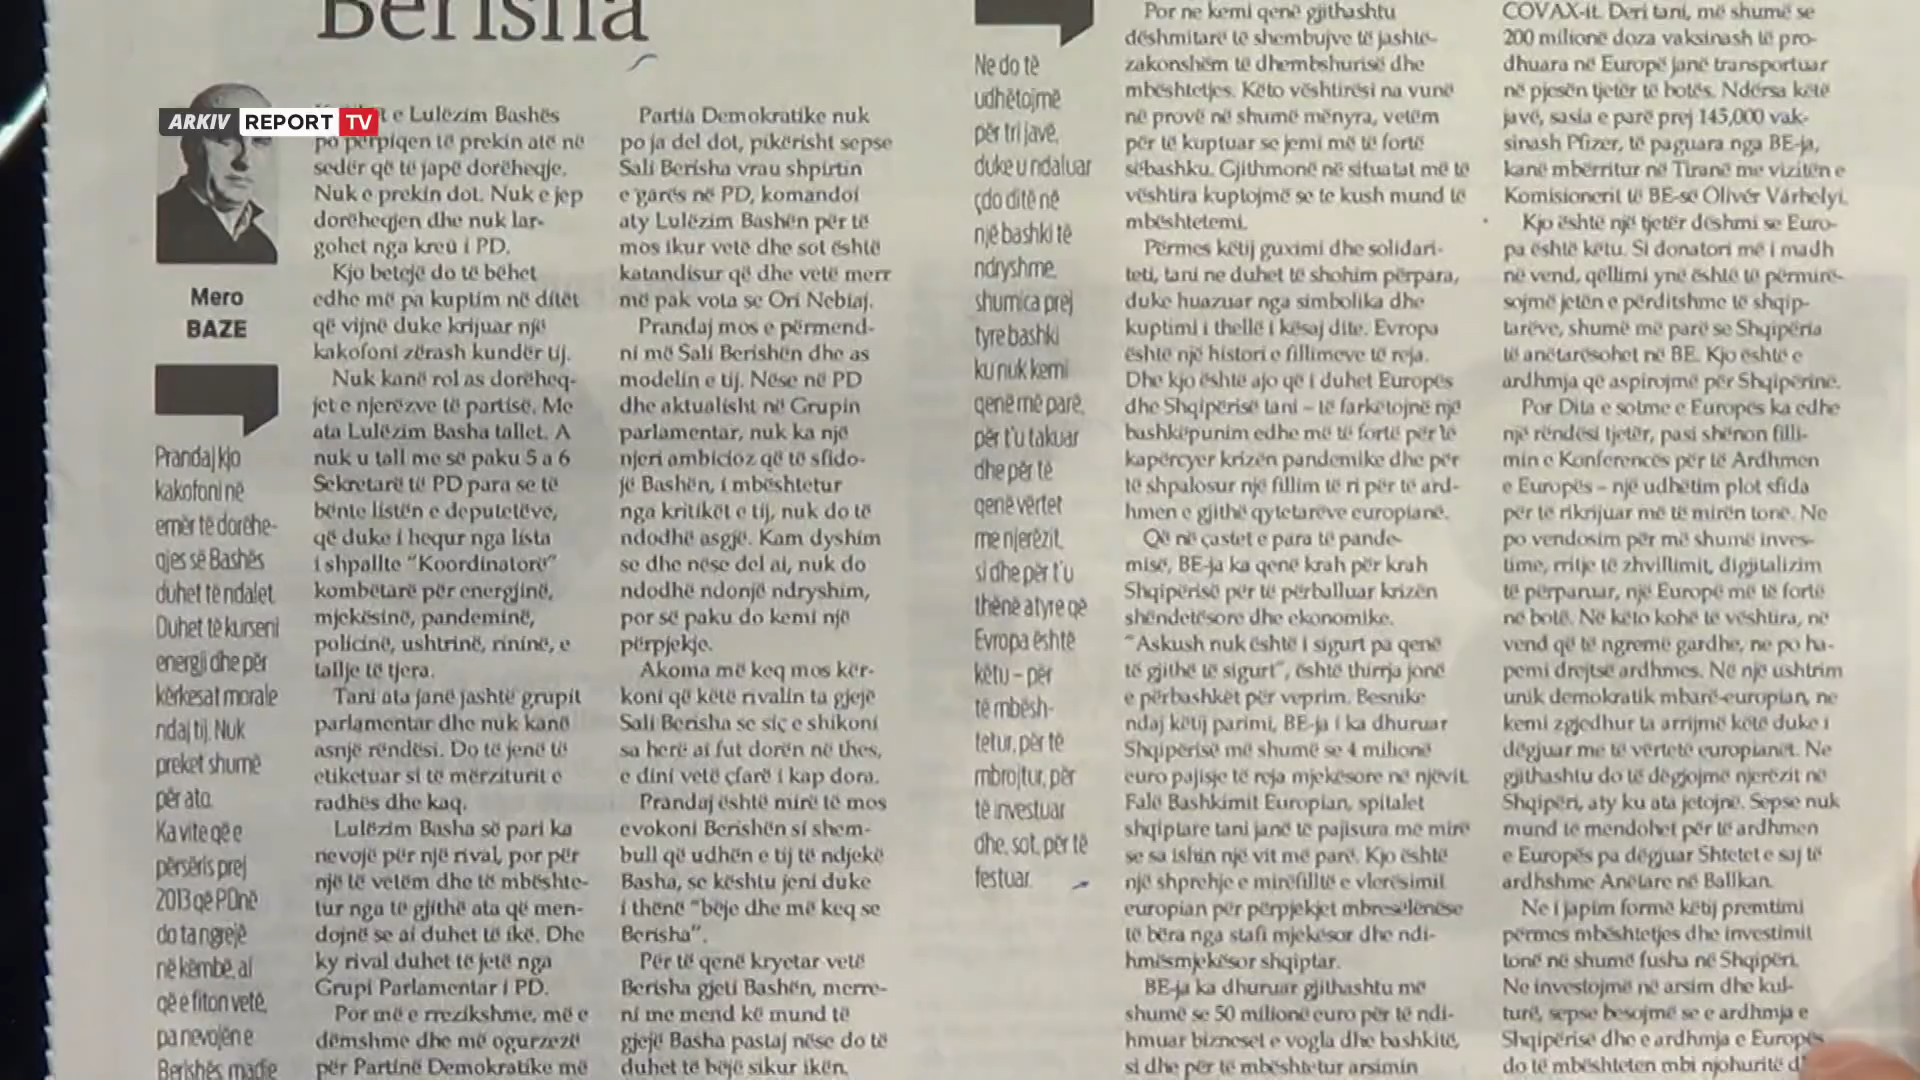 Berisha
ARKIV REPORT TV
Mero
BAZE
Prandaj kjo
kakofoni në
emër të dorëhe-
qjes së Bashës
duhet të ndalet.
Duhet të kurseni
energji dhe për
kërkesat morale
ndaj tij. Nuk
preket shumë
për ato.
Ka vite që e
përsëris prej
2013 që PDnë
do ta ngrejë
në këmbë, ai
që e fiton vetë,
pa nevojën e
Berishës, madje
t e Lulëzim Bashës
po përpiqen të prekin atë në
sedër që të japë dorëheqje.
Nuk e prekin dot. Nuk e jep
dorëheqjen dhe nuk lar-
gohet nga kreu i PD.
Kjo betejë do të bëhet
edhe më pa kuptim në ditët
që vijnë duke krijuar një
kakofoni zërash kundër tij.
Nuk kanë rol as dorëheq-
jet e njerëzve të partisë. Me
ata Lulëzim Basha tallet. A
nuk u tall me së paku 5 a 6
Sekretarë të PD para se të
bënte listën e deputetëve,
që duke i hequr nga lista
i shpallte “Koordinatorë”
kombëtarë për energjinë,
mjekësinë, pandeminë,
policinë, ushtrinë, rininë, e
tallje të tjera.
Tani ata janë jashtë grupit
parlamentar dhe nuk kanë
asnjë rëndësi. Do të jenë të
etiketuar si të mërziturit e
radhës dhe kaq.
Lulëzim Basha së pari ka
nevojë për një rival, por për
një të vetëm dhe të mbështe-
tur nga të gjithë ata që men-
dojnë se ai duhet të ikë. Dhe
ky rival duhet të jetë nga
Grupi Parlamentar i PD.
Por më e rrezikshme, më e
dëmshme dhe më ogurzezë
për Partinë Demokratike më
Partia Demokratike nuk
po ja del dot, pikërisht sepse
Sali Berisha vrau shpirtin
e garës në PD, komandoi
aty Lulëzim Bashën për të
mos ikur vetë dhe sot është
katandisur që dhe vetë merr
më pak vota se Ori Nebiaj.
Prandaj mos e përmend-
ni më Sali Berishën dhe as
modelin e tij. Nëse në PD
dhe aktualisht në Grupin
parlamentar, nuk ka një
njeri ambicioz që të sfido-
jë Bashën, i mbështetur
nga kritikët e tij, nuk do të
ndodhë asgjë. Kam dyshim
se dhe nëse del ai, nuk do
ndodhë ndonjë ndryshim,
por së paku do kemi një
përpjekje.
Akoma më keq mos kër-
koni që këtë rivalin ta gjejë
Sali Berisha se siç e shikoni
sa herë ai fut dorën në thes,
e dini vetë çfarë i kap dora.
Prandaj është mirë të mos
evokoni Berishën si shem-
bull që udhën e tij të ndjekë
Basha, se kështu jeni duke
i thënë “bëje dhe më keq se
Berisha”.
Për të qenë kryetar vetë
Berisha gjeti Bashën, merre-
ni me mend kë mund të
gjejë Basha pastaj nëse do të
duhet të bëjë sikur ikën.
Ne do të
udhëtojmë
për tri javë,
duke u ndaluar
çdo ditë në
një bashki të
ndryshme,
shumica prej
tyre bashki
ku nuk kemi
qenë më parë,
për t'u takuar
dhe për të
qenë vërtet
me njerëzit,
si dhe për t'u
thënë atyre që
Evropa është
këtu – për
të mbësh-
tetur, për të
mbrojtur, për
të investuar
dhe, sot, për të
festuar.
Por ne kemi qenë gjithashtu
dëshmitarë të shembujve të jashtë-
zakonshëm të dhembshurisë dhe
mbështetjes. Këto vështirësi na vunë
në provë në shumë mënyra, vetëm
për të kuptuar se jemi më të fortë
sëbashku. Gjithmonë në situatat më të
vështira kuptojmë se te kush mund të
mbështetemi.
Përmes këtij guximi dhe solidari-
teti, tani ne duhet të shohim përpara,
duke huazuar nga simbolika dhe
kuptimi i thellë i kësaj dite. Evropa
është një histori e fillimeve të reja.
Dhe kjo është ajo që i duhet Europës
dhe Shqipërisë tani – të farkëtojnë një
bashkëpunim edhe më të fortë për të
kapërcyer krizën pandemike dhe për
të shpalosur një fillim të ri për të ard-
hmen e gjithë qytetarëve europianë.
Që në çastet e para të pande-
misë, BE-ja ka qenë krah për krah
Shqipërisë për të përballuar krizën
shëndetësore dhe ekonomike.
“Askush nuk është i sigurt pa qenë
të gjithë të sigurt”, është thirrja jonë
e përbashkët për veprim. Besnike
ndaj këtij parimi, BE-ja i ka dhuruar
Shqipërisë më shumë se 4 milionë
euro pajisje të reja mjekësore në njëvit.
Falë Bashkimit Europian, spitalet
shqiptare tani janë të pajisura me mirë
se sa ishin një vit më parë. Kjo është
një shprehje e mirëfilltë e vlerësimit
europian për përpjekjet mbresëlënëse
të bëra nga stafi mjekësor dhe ndi-
hmësmjekësor shqiptar.
BE-ja ka dhuruar gjithashtu më
shumë se 50 milionë euro për të ndi-
hmuar bizneset e vogla dhe bashkitë,
si dhe për të mbështetur arsimin
COVAX-it. Deri tani, më shumë se
200 milionë doza vaksinash të pro-
dhuara në Europë janë transportuar
në pjesën tjetër të botës. Ndërsa këtë
javë, sasia e parë prej 145,000 vak-
sinash Pfizer, të paguara nga BE-ja,
kanë mbërritur në Tiranë me vizitën e
Komisionerit të BE-së Olivér Várhelyi.
Kjo është një tjetër dëshmi se Euro-
pa është këtu. Si donatori më i madh
në vend, qëllimi ynë është të përmirë-
sojmë jetën e përditshme të shqip-
tarëve, shumë më parë se Shqipëria
të anëtarësohet në BE. Kjo është e
ardhmja që aspirojmë për Shqipërinë.
Por Dita e sotme e Europës ka edhe
një rëndësi tjetër, pasi shënon filli-
min e Konferencës për të Ardhmen
e Europës – një udhëtim plot sfida
për të rikrijuar më të mirën tonë. Ne
po vendosim për më shumë inves-
time, rritje të zhvillimit, digjitalizim
të përparuar, një Europë më të fortë
në botë. Në këto kohë të vështira, në
vend që të ngremë gardhe, ne po ha-
pemi drejtsë ardhmes. Në një ushtrim
unik demokratik mbarë-europian, ne
kemi zgjedhur ta arrijmë këtë duke i
dëgjuar me të vërtetë europianët. Ne
gjithashtu do të dëgjojmë njerëzit në
Shqipëri, aty ku ata jetojnë. Sepse nuk
mund të mendohet për të ardhmen
e Europës pa dëgjuar Shtetet e saj të
ardhshme Anëtare në Ballkan.
Ne i japim formë këtij premtimi
përmes mbështetjes dhe investimit
tonë në shumë fusha në Shqipëri.
Ne investojmë në arsim dhe kul-
turë, sepse besojmë se e ardhmja e
Shqipërisë dhe e ardhmja e Europës
do të mbështeten mbi njohuritë